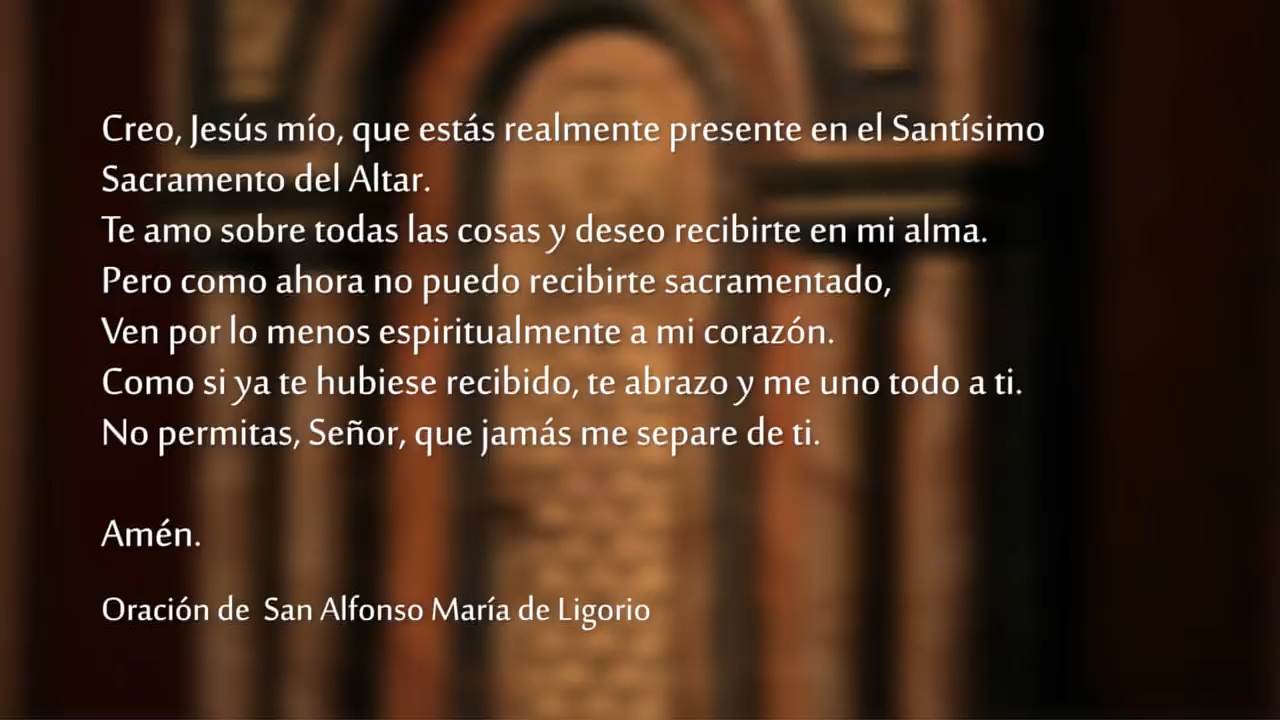 Creo, Jesús mío, que estás realmente presente en el Santísimo
Sacramento del Altar.
Te amo sobre todas las cosas y deseo recibirte en mi alma.
Pero como ahora no puedo recibirte sacramentado,
Ven por lo menos espiritualmente a mi corazón.
Como si ya te hubiese recibido, te abrazo y me uno todo a ti.
No permitas, Señor, que jamás me separe de ti.
Amén.
Oración de  San Alfonso María de Ligorio